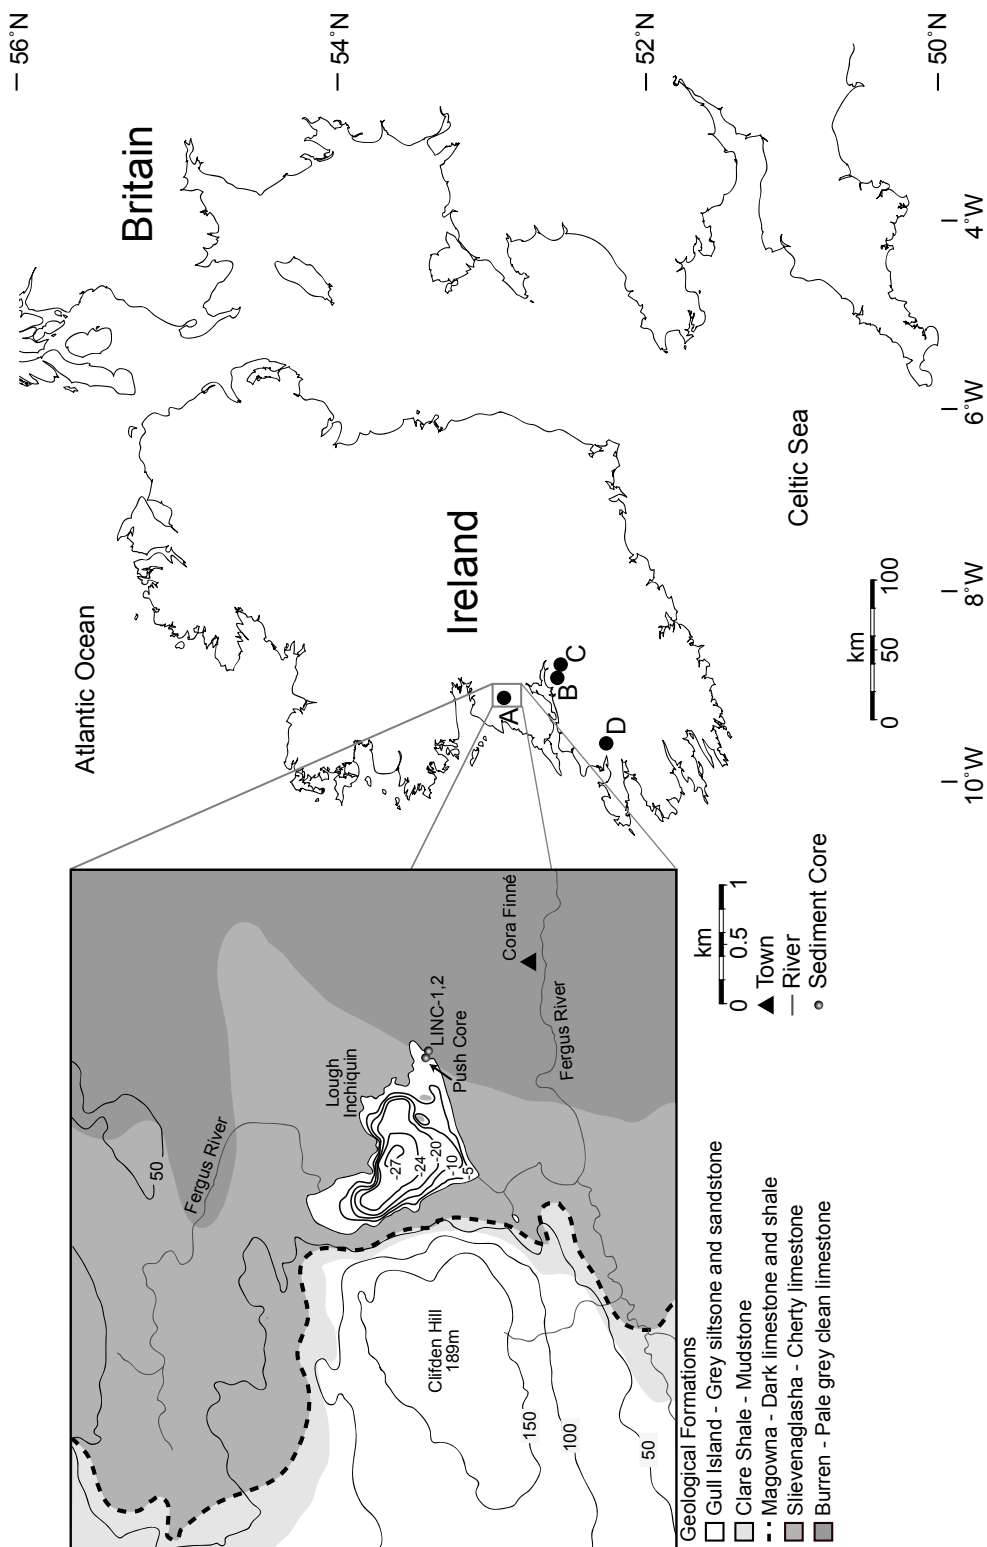 56°N
54°N
52°N
50°N
Britain
Atlantic Ocean
Ireland
Celtic Sea
A
B
C
D
4°W
6°W
8°W
10°W
km
0
50
100
Fergus River
50
Lough
Inchiquin
LINC-1,2
Push Core
Cora Finné
Fergus River
-27
-24
-20
-10
-5
Clifden Hill
189m
150
100
50
km
0
0.5
1
Town
River
Sediment Core
Geological Formations
Gull Island - Grey siltsone and sandstone
Clare Shale - Mudstone
Magowna - Dark limestone and shale
Slievenaglasha - Cherty limestone
Burren - Pale grey clean limestone